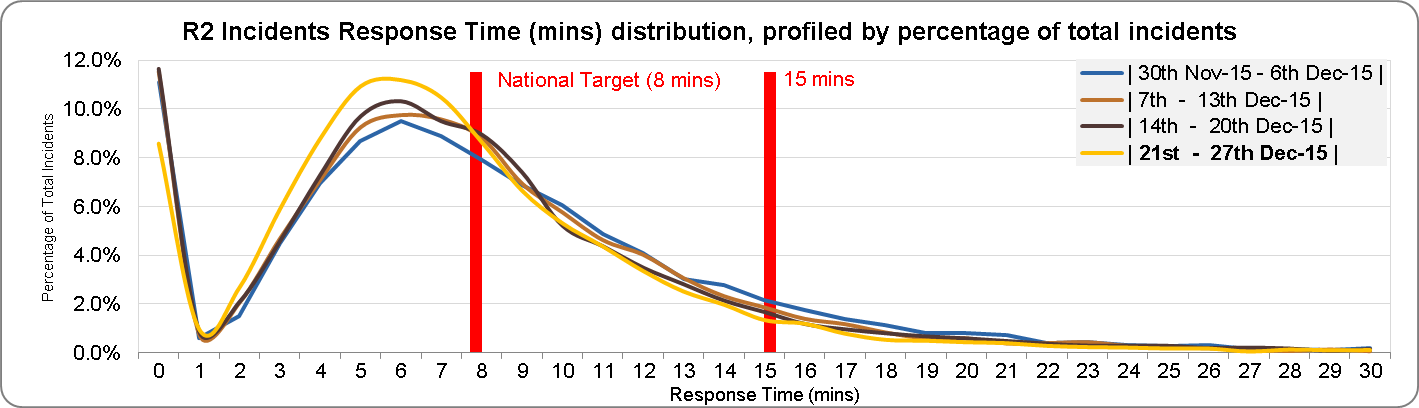 R2 Incidents Response Time (mins) distribution, profiled by percentage of total incidents
12.0%
10.0%
8.0%
6.0%
4.0%
2.0%
0.0%
Percentage of Total Incidents
National Target (8 mins)
15 mins
| 30th Nov-15 - 6th Dec-15 |
| 7th - 13th Dec-15 |
| 14th - 20th Dec-15 |
| 21st - 27th Dec-15 |
0 1 2 3 4 5 6 7 8 9 10 11 12 13 14 15 16 17 18 19 20 21 22 23 24 25 26 27 28 29 30
Response Time (mins)